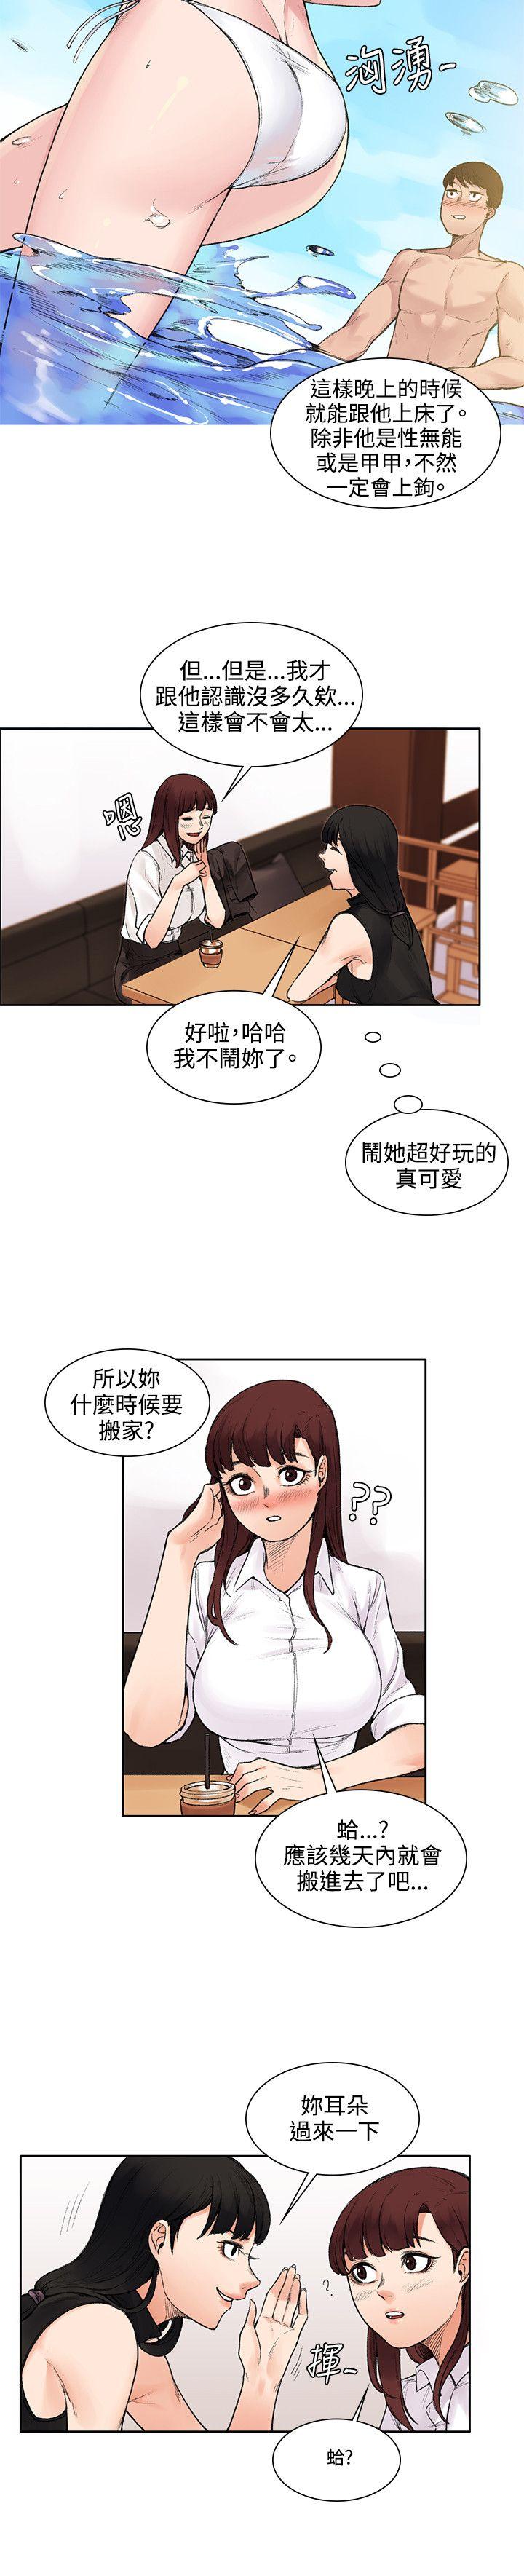 洶湧~
這樣晚上的時候
就能跟他上床了。
除非他是性無能
或是甲甲,不然
一定會上鉤。
但...但是...我才
跟他認識沒多久欸...
這樣會不會太...
嗯
好啦,哈哈
我不鬧妳了。
鬧她超好玩的
真可愛
所以妳
什麼時候要
搬家?
??
蛤...?
應該幾天內就會
搬進去了吧...
妳耳朵
過來一下
?
揮~
蛤?